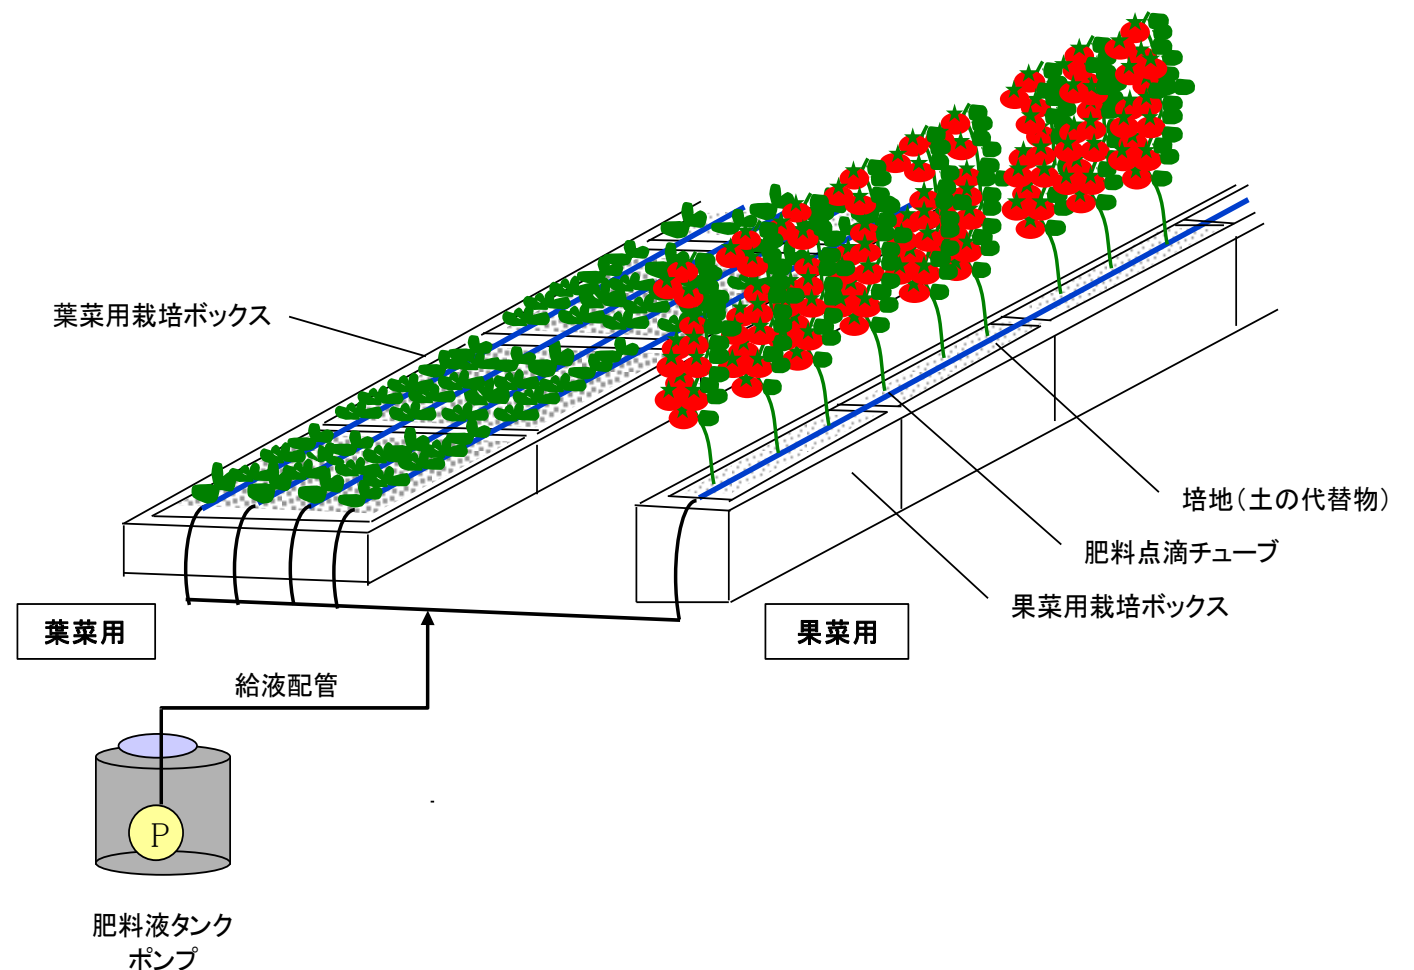 葉菜用栽培ボックス
培地（土の代替物）
肥料点滴チューブ
果菜用栽培ボックス
葉菜用
果菜用
給液配管
P
肥料液タンク
ポンプ